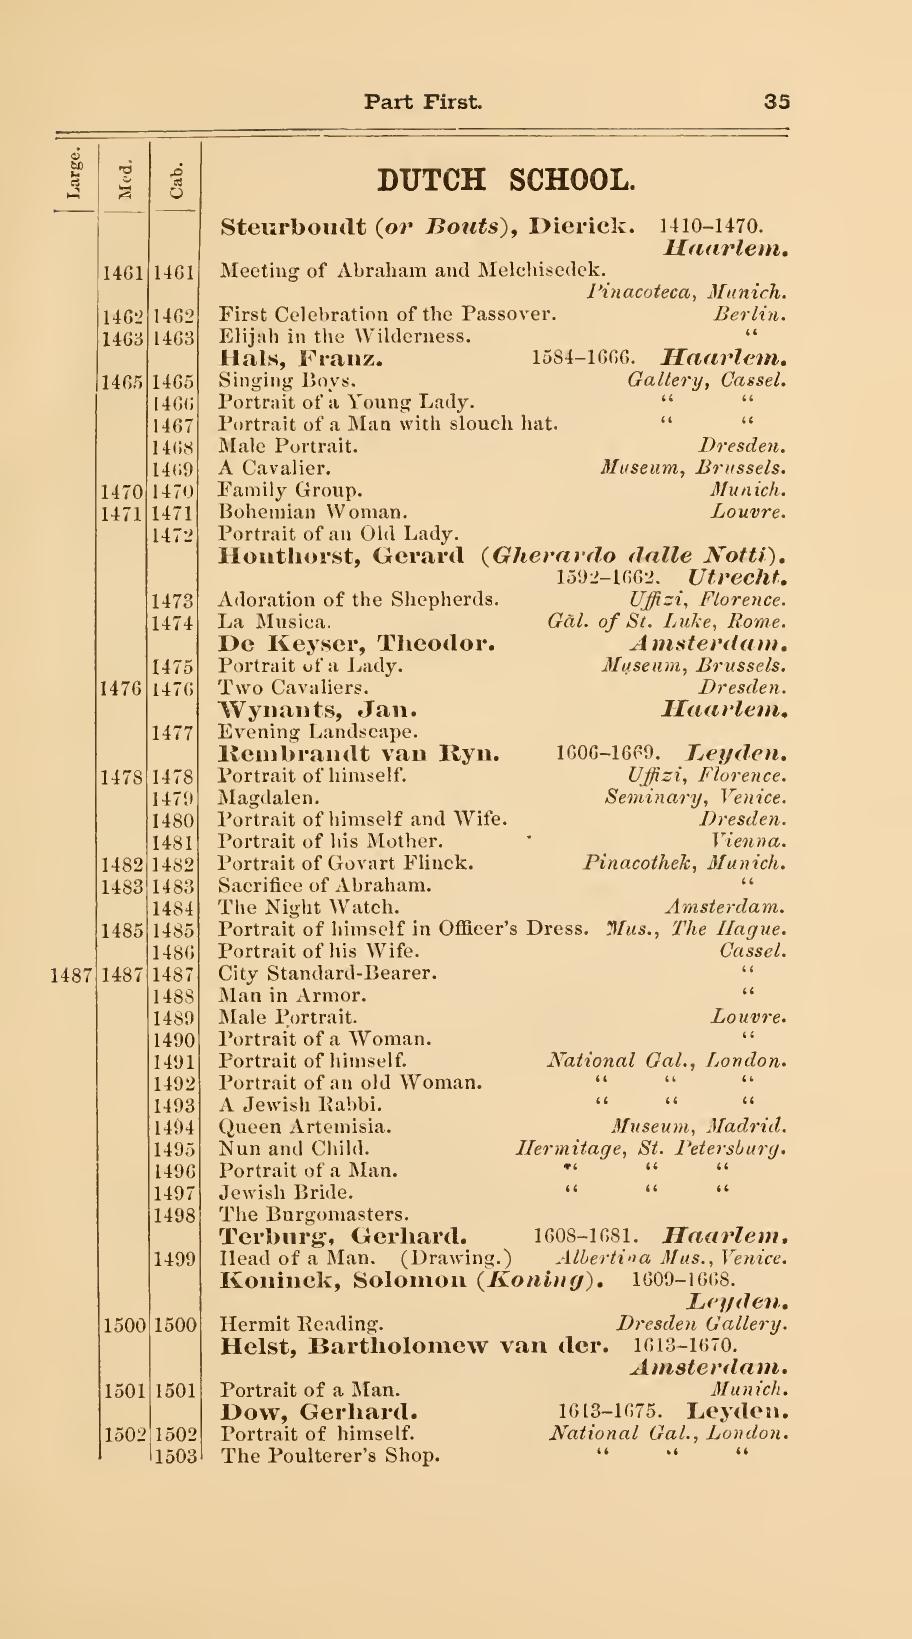 Part First. 35
Large. Med. Cab.
DUTCH SCHOOL.
Steurboudt (or Bouts), Dierick. 1410–1470.
Haarlem.
1461 1461 Meeting of Abraham and Melchisedek.
Pinacoteca, Munich.
1462 1462 First Celebration of the Passover. Berlin.
1463 1463 Elijah in the Wilderness. “
Hals, Franz. 1584–1666. Haarlem.
1465 1465 Singing Boys. Gallery, Cassel.
1466 Portrait of a Young Lady. “ “
1467 Portrait of a Man with slouch hat. “ “
1468 Male Portrait. Dresden.
1469 A Cavalier. Museum, Brussels.
1470 1470 Family Group. Munich.
1471 1471 Bohemian Woman. Louvre.
1472 Portrait of an Old Lady.
Honthorst, Gerard (Gherardo dalle Notti).
1592–1662. Utrecht.
1473 Adoration of the Shepherds. Uffizi, Florence.
1474 La Musica. Gal. of St. Luke, Rome.
De Keyser, Theodor. Amsterdam.
1475 Portrait of a Lady. Museum, Brussels.
1476 1476 Two Cavaliers. Dresden.
Wynants, Jan. Haarlem.
1477 Evening Landscape.
Rembrandt van Ryn. 1606–1669. Leyden.
1478 1478 Portrait of himself. Uffizi, Florence.
1479 Magdalen. Seminary, Venice.
1480 Portrait of himself and Wife. Dresden.
1481 Portrait of his Mother. Vienna.
1482 1482 Portrait of Govart Flinck. Pinacothek, Munich.
1483 1483 Sacrifice of Abraham. “
1484 The Night Watch. Amsterdam.
1485 1485 Portrait of himself in Officer's Dress. Mus., The Hague.
1486 Portrait of his Wife. Cassel.
1487 1487 1487 City Standard-Bearer. “
1488 Man in Armor. “
1489 Male Portrait. Louvre.
1490 Portrait of a Woman. “
1491 Portrait of himself. National Gal., London.
1492 Portrait of an old Woman. “ “ “
1493 A Jewish Rabbi. “ “ “
1494 Queen Artemisia. Museum, Madrid.
1495 Nun and Child. Hermitage, St. Petersburg.
1496 Portrait of a Man. “ “ “
1497 Jewish Bride. “ “ “
1498 The Burgomasters.
Terburg, Gerhard. 1608–1681. Haarlem.
1499 Head of a Man. (Drawing.) Albertina Mus., Venice.
Koninck, Solomon (Koning). 1609–1668.
Leyden.
1500 1500 Hermit Reading. Dresden Gallery.
Helst, Bartholomew van der. 1613–1670.
Amsterdam.
1501 1501 Portrait of a Man. Munich.
Dow, Gerhard. 1613–1675. Leyden.
1502 1502 Portrait of himself. National Gal., London.
1503 The Poulterer's Shop. “ “ “